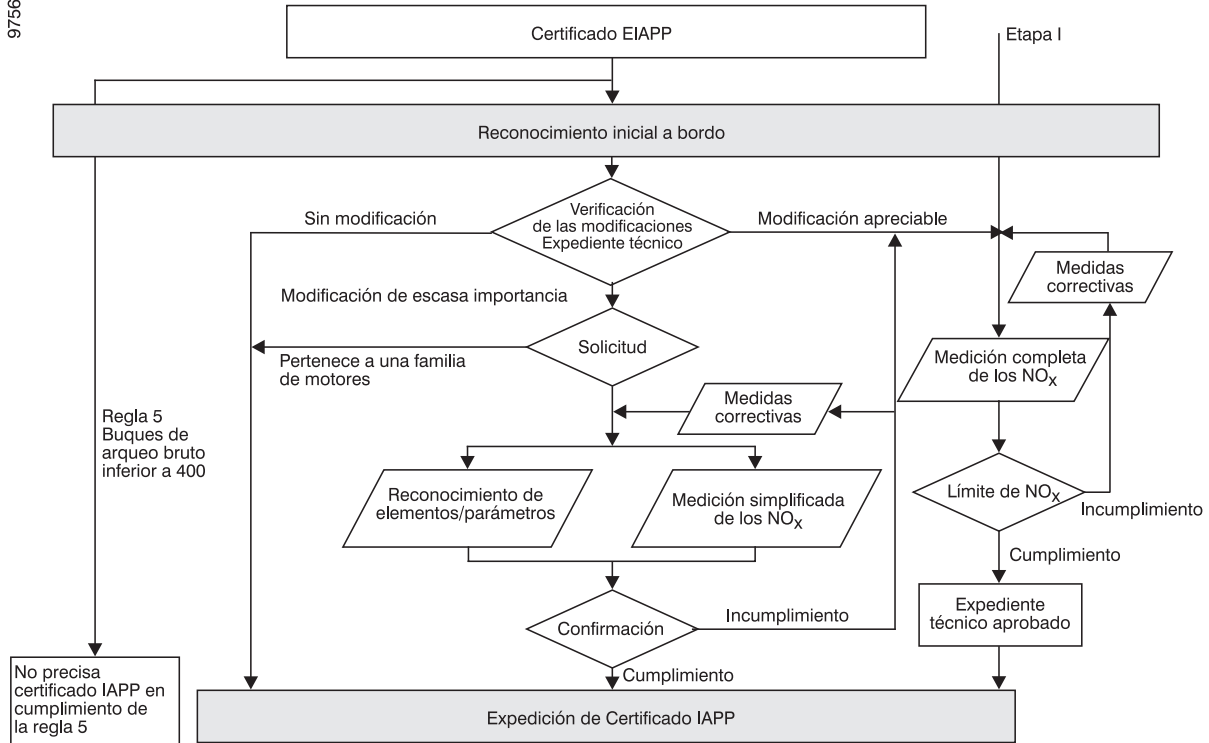 9756
Certificado EIAPP
Etapa I
Reconocimiento inicial a bordo
Sin modificación
Verificación
de las modificaciones
Expediente técnico
Modificación apreciable
Medidas
correctivas
Modificación de escasa importancia
Solicitud
Pertenece a una familia
de motores
Medición completa
de los NOX
Medidas
correctivas
Regla 5
Buques de
arqueo bruto
inferior a 400
Reconocimiento de
elementos/parámetros
Medición simplificada
de los NOX
Límite de NOX
Incumplimiento
Cumplimiento
Expediente
técnico aprobado
Confirmación
Incumplimiento
Cumplimiento
No precisa
certificado IAPP en
cumplimiento de
la regla 5
Expedición de Certificado IAPP